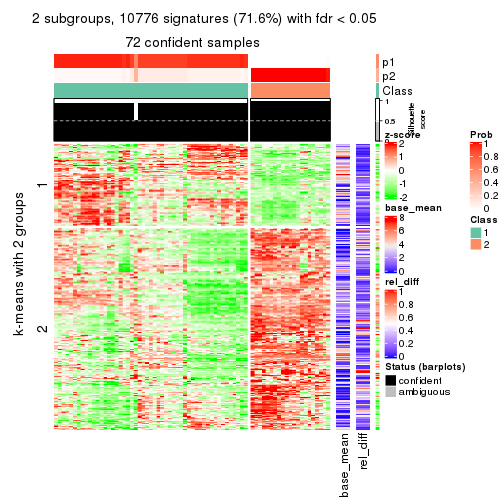 2 subgroups, 10776 signatures (71.6%) with fdr < 0.05
72 confident samples
p1
p2
Class
1
0.5
0
Silhouette
score
k-means with 2 groups
1
2
base_mean
rel_diff
z-score
2
1
0
-1
-2
base_mean
8
6
4
2
0
rel_diff
1
0.8
0.6
0.4
0.2
0
Status (barplots)
confident
ambiguous
Prob
1
0.8
0.6
0.4
0.2
0
Class
1
2